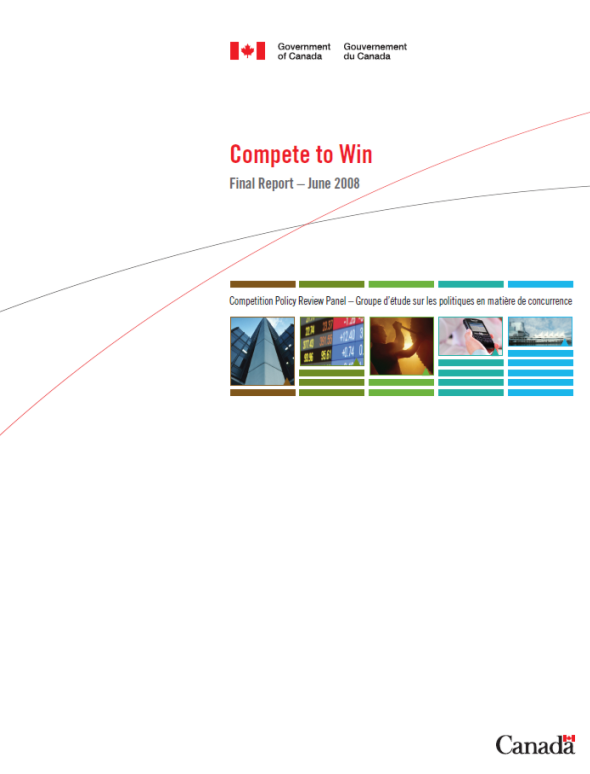 Government Gouvernement
of Canada du Canada
Compete to Win
Final Report – June 2008
Competition Policy Review Panel – Groupe d'étude sur les politiques en matière de concurrence
Canada